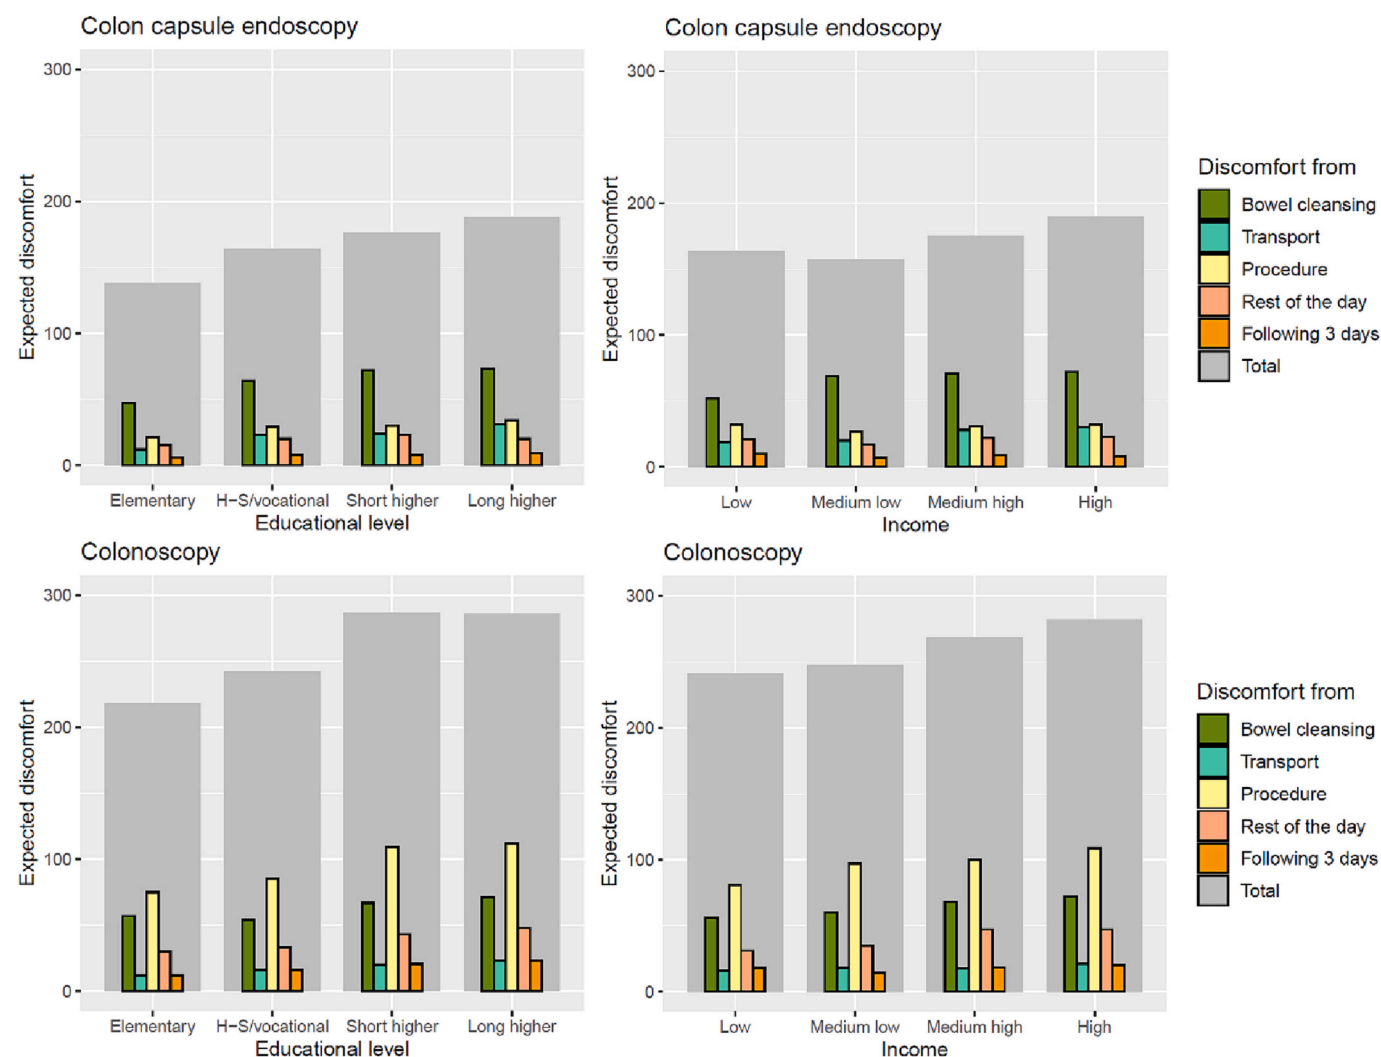 Colon capsule endoscopy
300
200
100
0
Expected discomfort
Elementary H-S/vocational Short higher Long higher
Educational level
Colon capsule endoscopy
300
200
100
0
Expected discomfort
Low Medium low Medium high High
Income
Discomfort from
Bowel cleansing
Transport
Procedure
Rest of the day
Following 3 days
Total
Colonoscopy
300
200
100
0
Expected discomfort
Elementary H-S/vocational Short higher Long higher
Educational level
Colonoscopy
300
200
100
0
Expected discomfort
Low Medium low Medium high High
Income
Discomfort from
Bowel cleansing
Transport
Procedure
Rest of the day
Following 3 days
Total